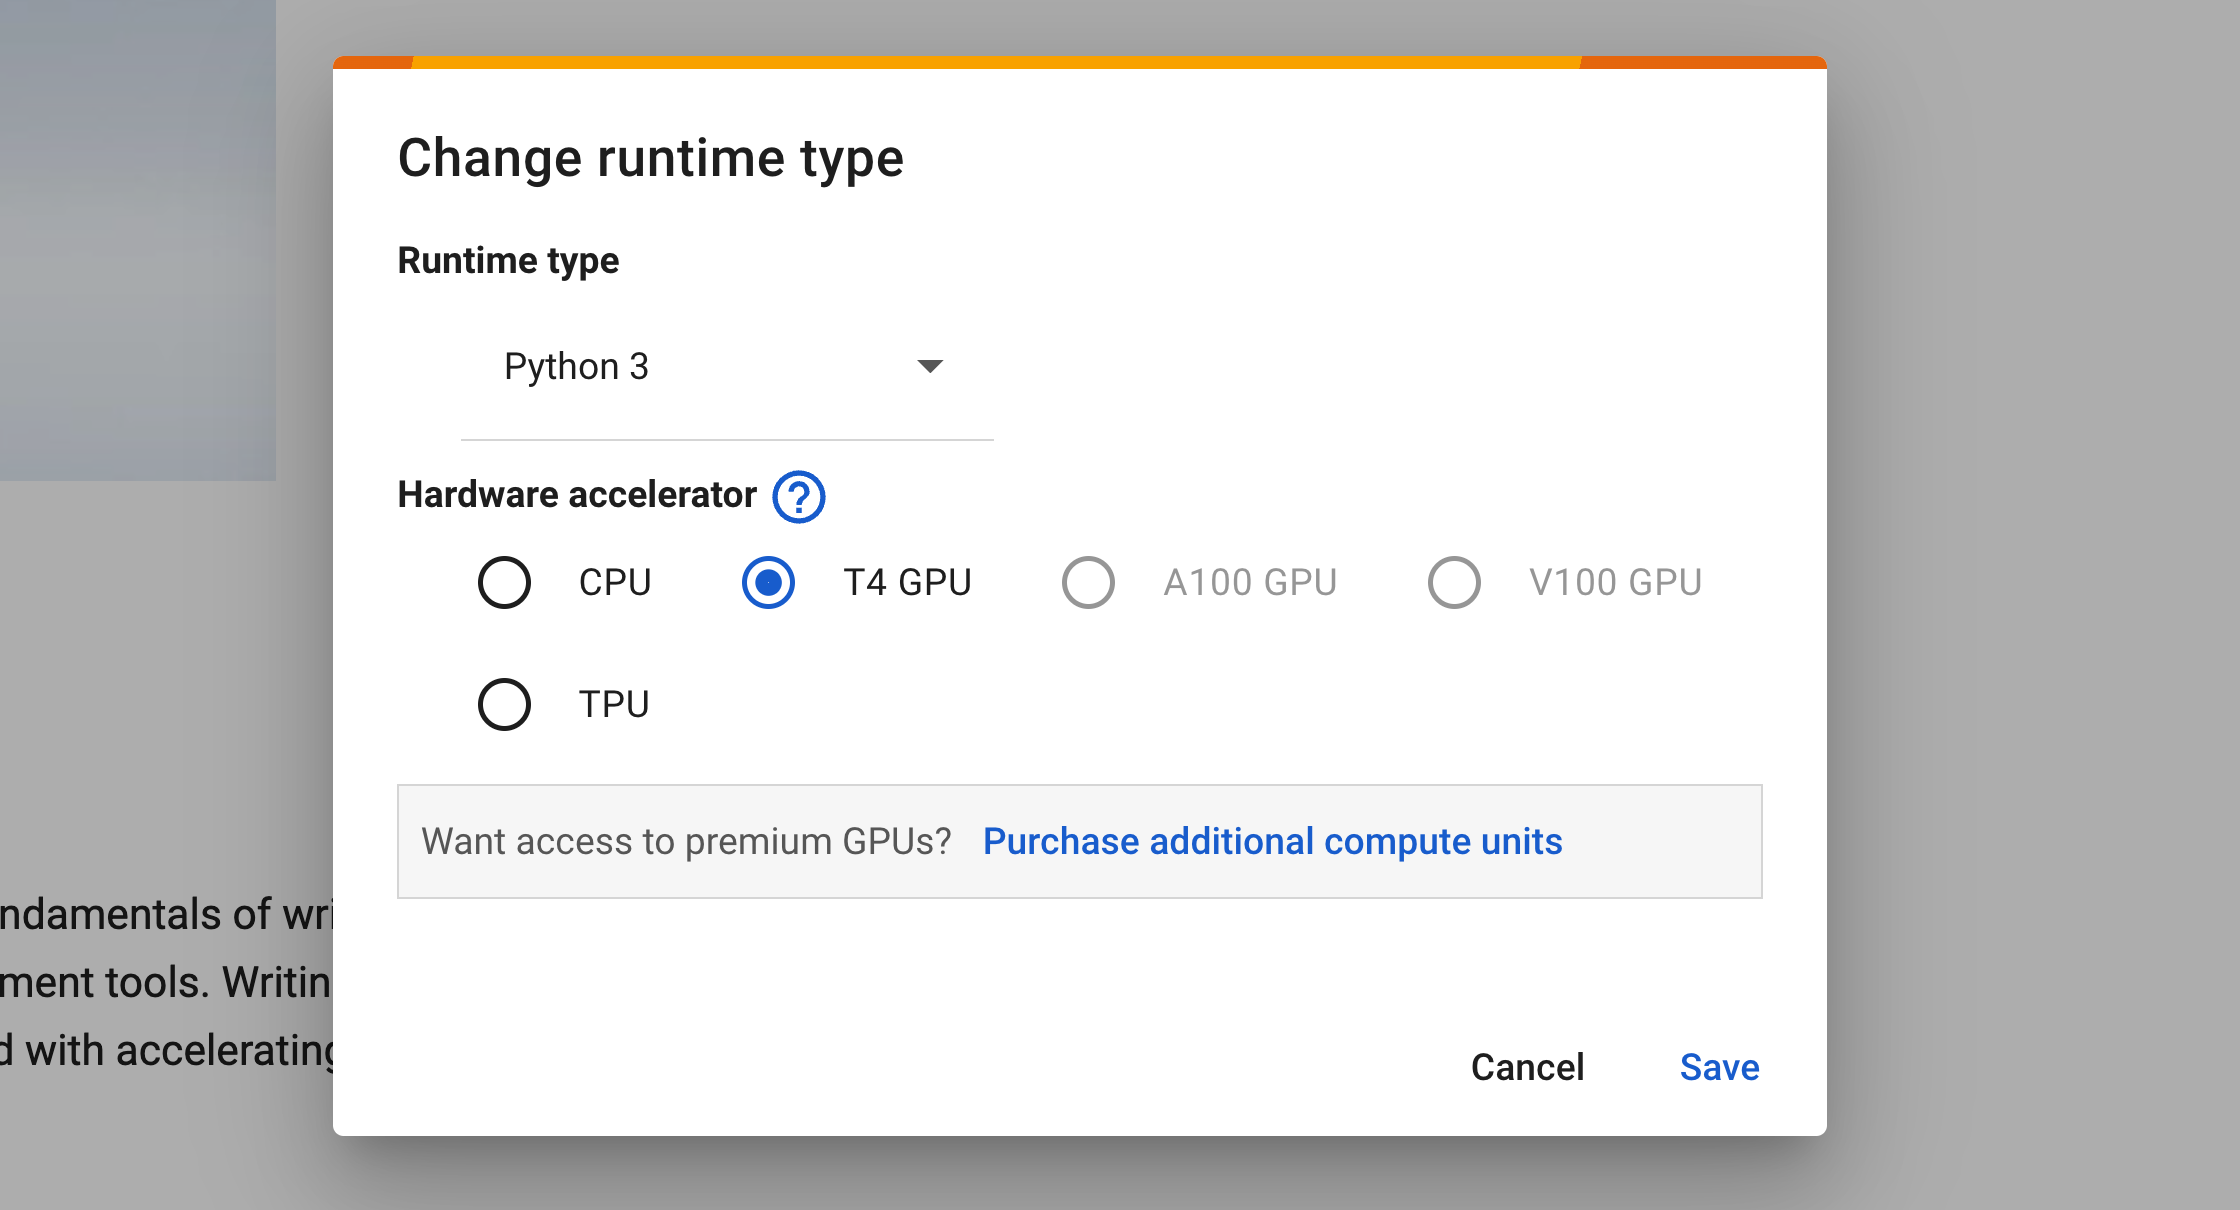 Change runtime type
Runtime type
Python 3
Hardware accelerator ?
CPU T4 GPU A100 GPU V100 GPU
TPU
Want access to premium GPUs? Purchase additional compute units
ndamentals of wri
ment tools. Writin
d with accelerating
Cancel Save